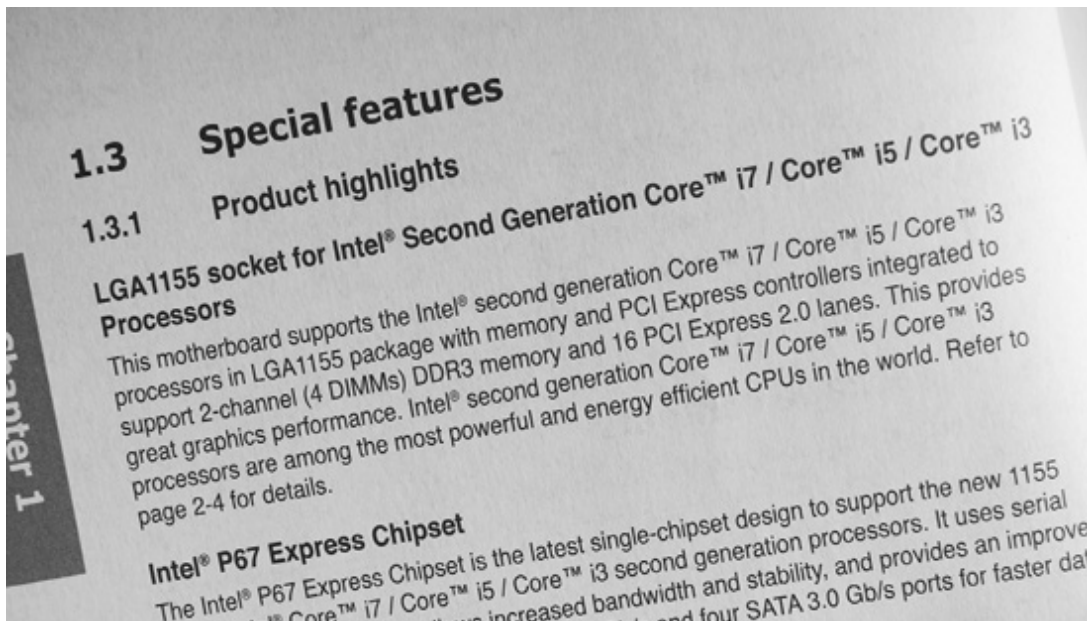 1.3 Special features
1.3.1 Product highlights
LGA1155 socket for Intel® Second Generation Core™ i7 / Core™ i5 / Core™ i3
Processors
This motherboard supports the Intel® second generation Core™ i7 / Core™ i5 / Core™ i3
processors in LGA1155 package with memory and PCI Express controllers integrated to
support 2-channel (4 DIMMs) DDR3 memory and 16 PCI Express 2.0 lanes. This provides
great graphics performance. Intel® second generation Core™ i7 / Core™ i5 / Core™ i3
processors are among the most powerful and energy efficient CPUs in the world. Refer to
page 2-4 for details.
Intel® P67 Express Chipset
The Intel® P67 Express Chipset is the latest single-chipset design to support the new 1155
Core™ i7 / Core™ i5 / Core™ i3 second generation processors. It uses serial
increased bandwidth and stability, and provides an improve
and four SATA 3.0 Gb/s ports for faster da
Chapter 1